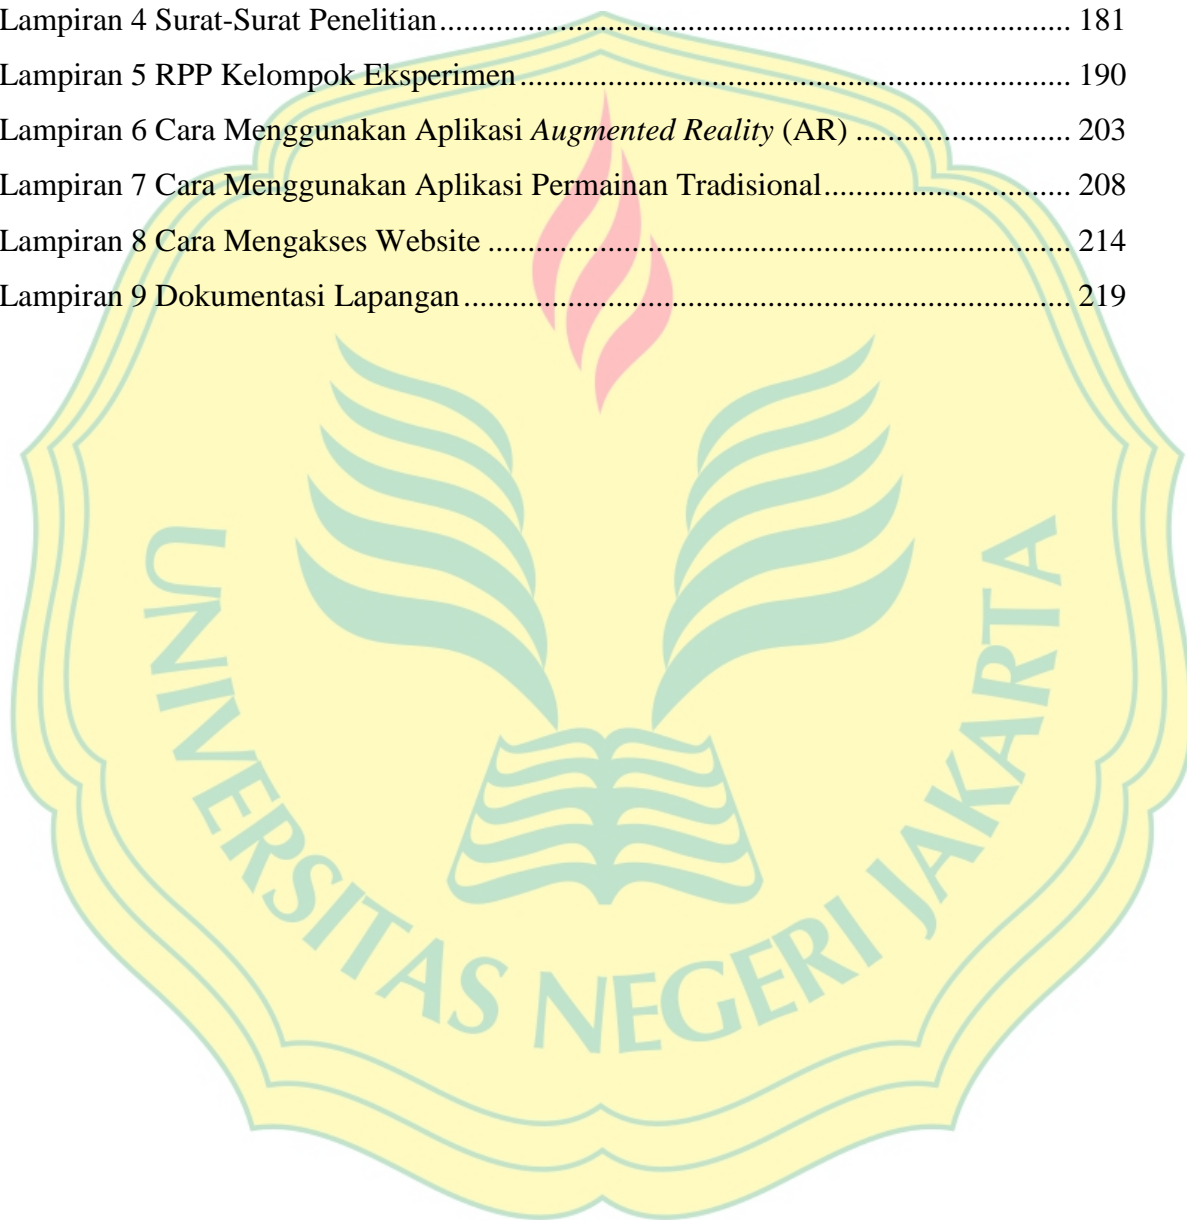 Lampiran 4 Surat-Surat Penelitian........................................................................... 181
Lampiran 5 RPP Kelompok Eksperimen................................................................. 190
Lampiran 6 Cara Menggunakan Aplikasi Augmented Reality (AR) ........................ 203
Lampiran 7 Cara Menggunakan Aplikasi Permainan Tradisional........................... 208
Lampiran 8 Cara Mengakses Website .................................................................... 214
Lampiran 9 Dokumentasi Lapangan....................................................................... 219
UNIVERSITAS NEGERI JAKARTA